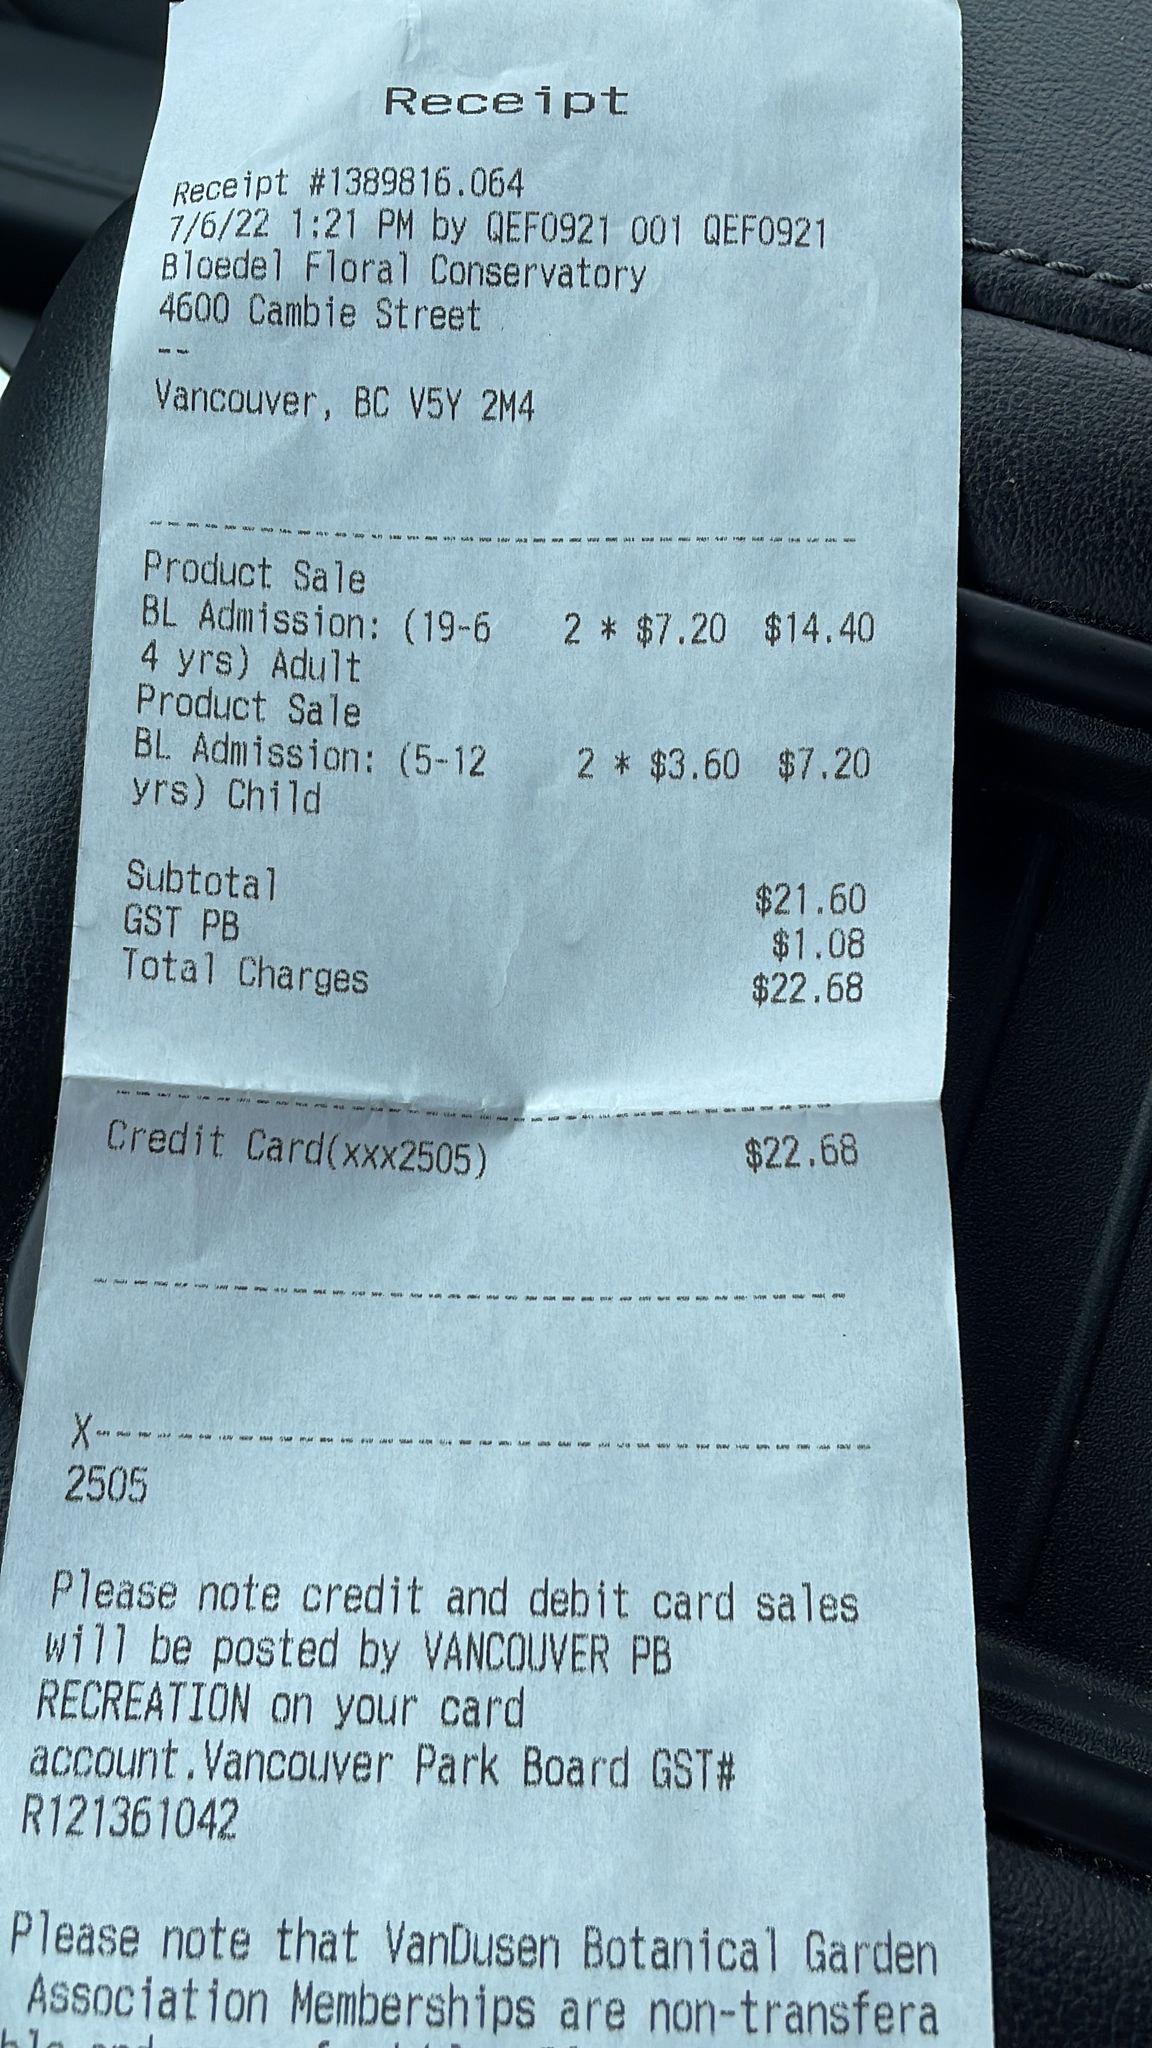 Receipt
Receipt #1389816.064
7/6/22 1:21 PM by QEF0921 001 QEF0921
Bloedel Floral Conservatory
4600 Cambie Street
--
Vancouver, BC V5Y 2M4
Product Sale
BL Admission: (19-6 2 * $7.20 $14.40
4 yrs) Adult
Product Sale
BL Admission: (5-12 2 * $3.60 $7.20
yrs) Child
Subtotal $21.60
GST PB $1.08
Total Charges $22.68
Credit Card(xxx2505) $22.68
X
2505
Please note credit and debit card sales
will be posted by VANCOUVER PB
RECREATION on your card
account.Vancouver Park Board GST#
R121361042
Please note that VanDusen Botanical Garden
Association Memberships are non-transfera